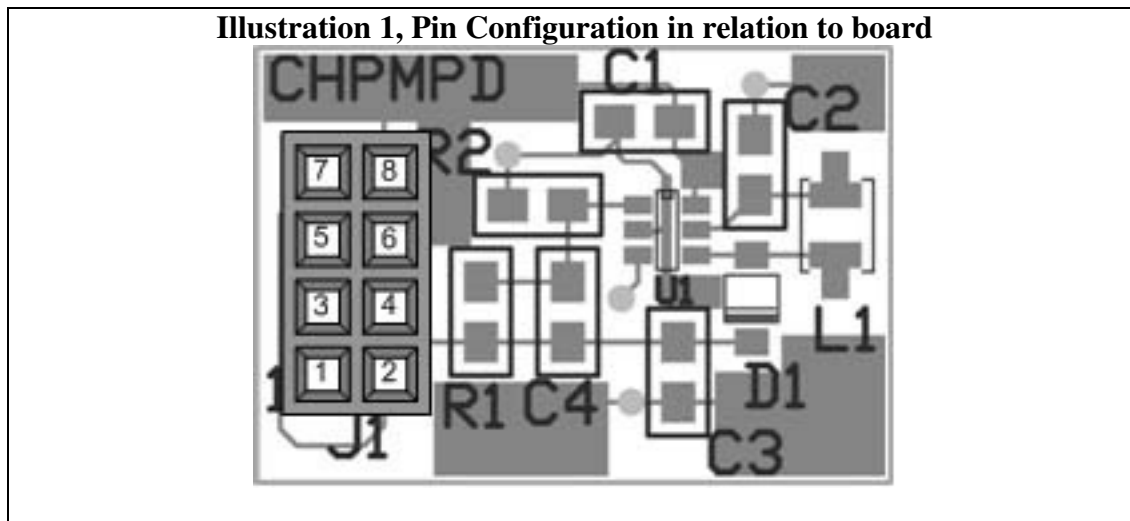 Illustration 1, Pin Configuration in relation to board
CHPMPD
C1
C2
R2
7 8
5 6
3 4
1 2
1
J1
U1
L1
R1
C4
D1
C3